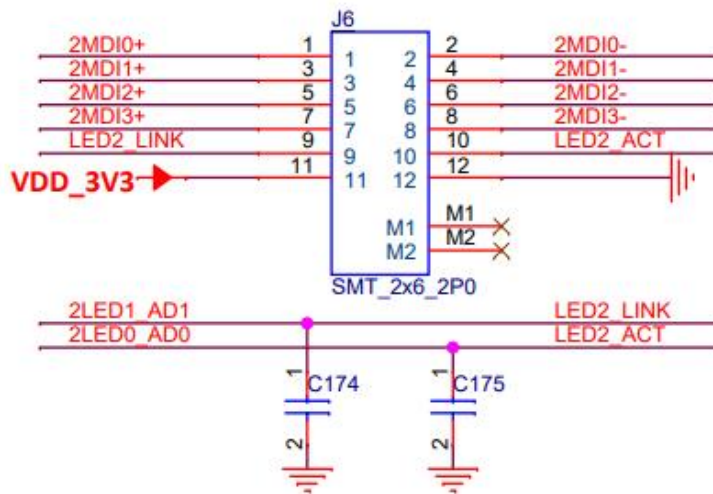 J6
2MDI0+ 1 1 2 2 2MDI0-
2MDI1+ 3 3 4 4 2MDI1-
2MDI2+ 5 5 6 6 2MDI2-
2MDI3+ 7 7 8 8 2MDI3-
LED2_LINK 9 9 10 10 LED2_ACT
VDD_3V3 11 11 12 12
M1 M1
M2 M2
SMT_2x6_2P0
2LED1_AD1 LED2_LINK
2LED0_AD0 LED2_ACT
1 C174 1 C175
2 2